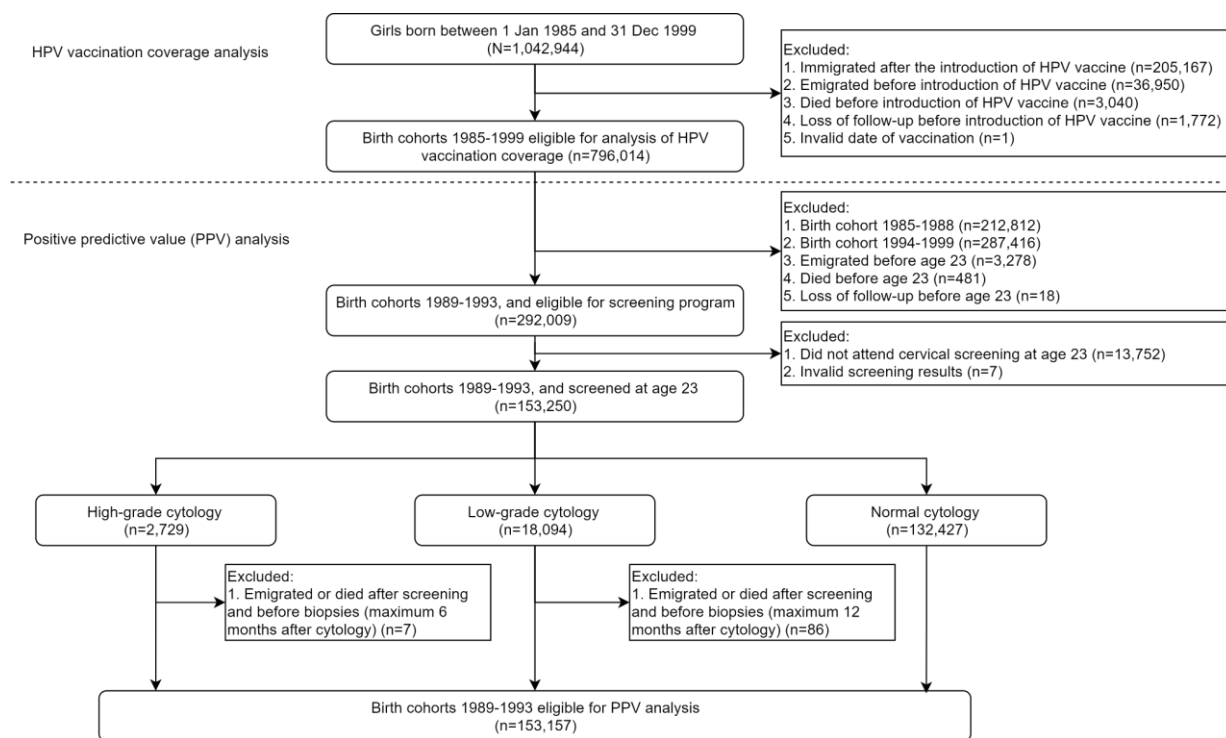 HPV vaccination coverage analysis
Girls born between 1 Jan 1985 and 31 Dec 1999
(N=1,042,944)
Excluded:
1. Immigrated after the introduction of HPV vaccine (n=205,167)
2. Emigrated before introduction of HPV vaccine (n=36,950)
3. Died before introduction of HPV vaccine (n=3,040)
4. Loss of follow-up before introduction of HPV vaccine (n=1,772)
5. Invalid date of vaccination (n=1)
Birth cohorts 1985-1999 eligible for analysis of HPV
vaccination coverage (n=796,014)
Positive predictive value (PPV) analysis
Excluded:
1. Birth cohort 1985-1988 (n=212,812)
2. Birth cohort 1994-1999 (n=287,416)
3. Emigrated before age 23 (n=3,278)
4. Died before age 23 (n=481)
5. Loss of follow-up before age 23 (n=18)
Birth cohorts 1989-1993, and eligible for screening program
(n=292,009)
Excluded:
1. Did not attend cervical screening at age 23 (n=13,752)
2. Invalid screening results (n=7)
Birth cohorts 1989-1993, and screened at age 23
(n=153,250)
High-grade cytology
(n=2,729)
Low-grade cytology
(n=18,094)
Normal cytology
(n=132,427)
Excluded:
1. Emigrated or died after screening
and before biopsies (maximum 6
months after cytology) (n=7)
Excluded:
1. Emigrated or died after screening
and before biopsies (maximum 12
months after cytology) (n=86)
Birth cohorts 1989-1993 eligible for PPV analysis
(n=153,157)